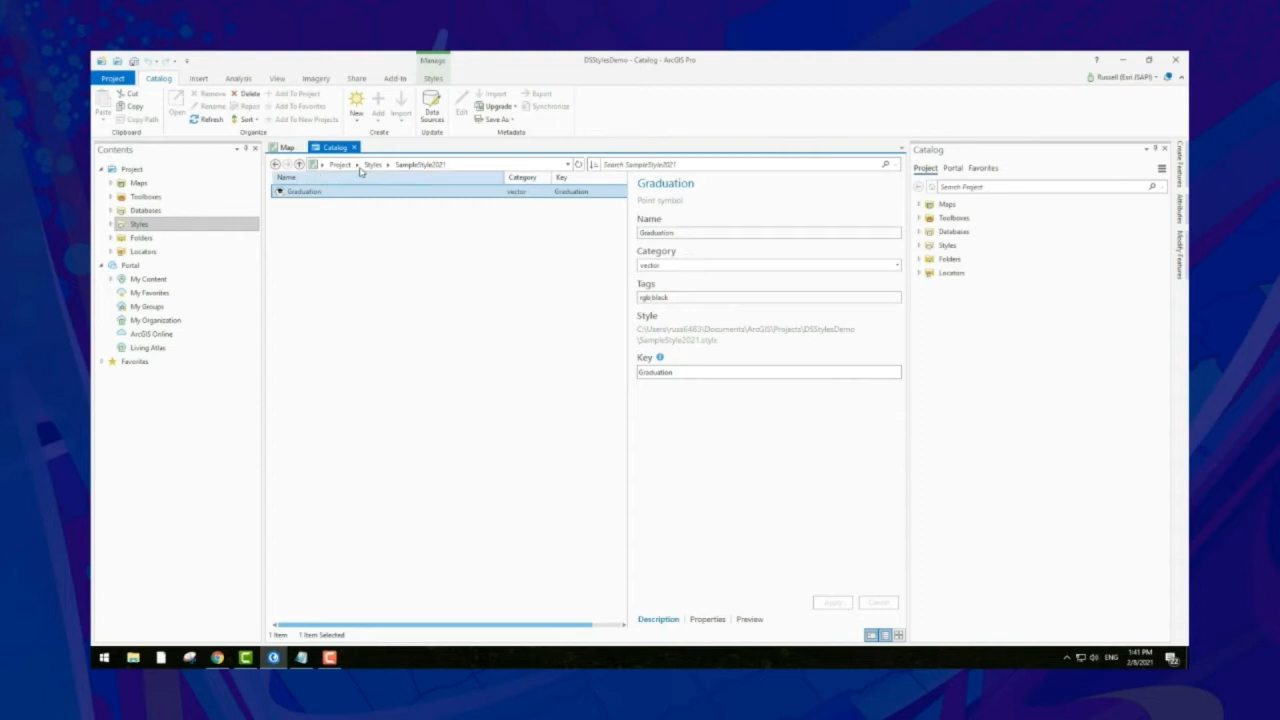 Manage
DSStylesDemo - Catalog - ArcGIS Pro
?
Project Catalog Insert Analysis View Imagery Share Add-In Styles
Russell (Esri ISAPI)
Paste
Cut
Copy
Copy Path
Clipboard
Open
Remove Delete
Rename Repair
Refresh Sort
Add To Project
Add To Favorites
Add To New Projects
Organize
New Add Import
Create
Data
Sources
Update
Edit
Import Export
Upgrade Synchronize
Save As
Metadata
Contents
Project
Maps
Toolboxes
Databases
Styles
Folders
Locators
Portal
My Content
My Favorites
My Groups
My Organization
ArcGIS Online
Living Atlas
Favorites
Map Catalog
Project Styles SampleStyle2021
Search SampleStyle2021
Name Category Key
Graduation vector Graduation
1 Item 1 Item Selected
Graduation
Point symbol
Name
Graduation
Category
vector
Tags
rgb;black
Style
C:\Users\russ6463\Documents\ArcGIS\Projects\DSStylesDemo
\SampleStyle2021.stylx
Key
Graduation
Apply Cancel
Description Properties Preview
Catalog
Project Portal Favorites
Search Project
Maps
Toolboxes
Databases
Styles
Folders
Locators
Create Features
Attributes
Modify Features
ENG
1:41 PM
2/8/2021
22